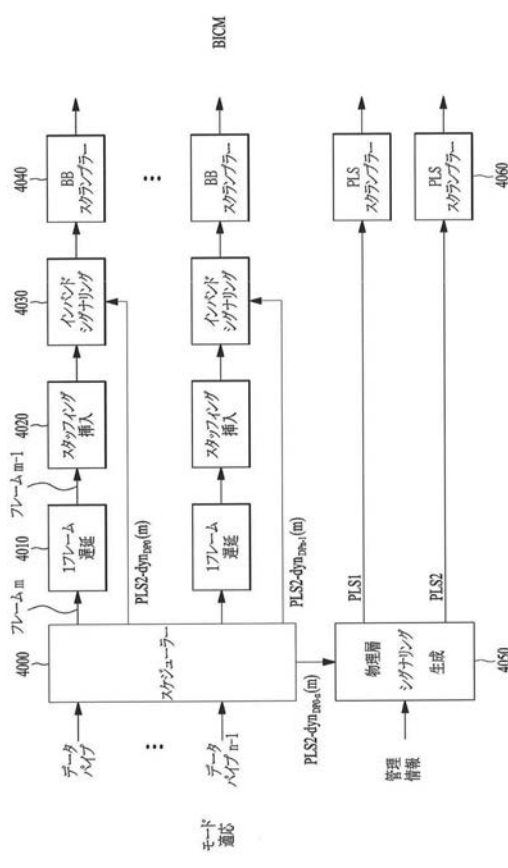 モード
適応
データ
パイプ
データ
パイプ n-1
管理
情報
4000
スケジューラー
フレーム m
4010
1フレーム
遅延
フレーム m-1
4020
スタッフィング
挿入
4030
インバンド
シグナリング
4040
BB
スクランブラー
PLS2-dynDP0(m)
1フレーム
遅延
スタッフィング
挿入
インバンド
シグナリング
BB
スクランブラー
BICM
PLS2-dynDPn-1(m)
PLS2-dynDP0~n(m)
物理層
シグナリング
生成
4050
PLS1
PLS2
PLS
スクランブラー
PLS
スクランブラー
4060